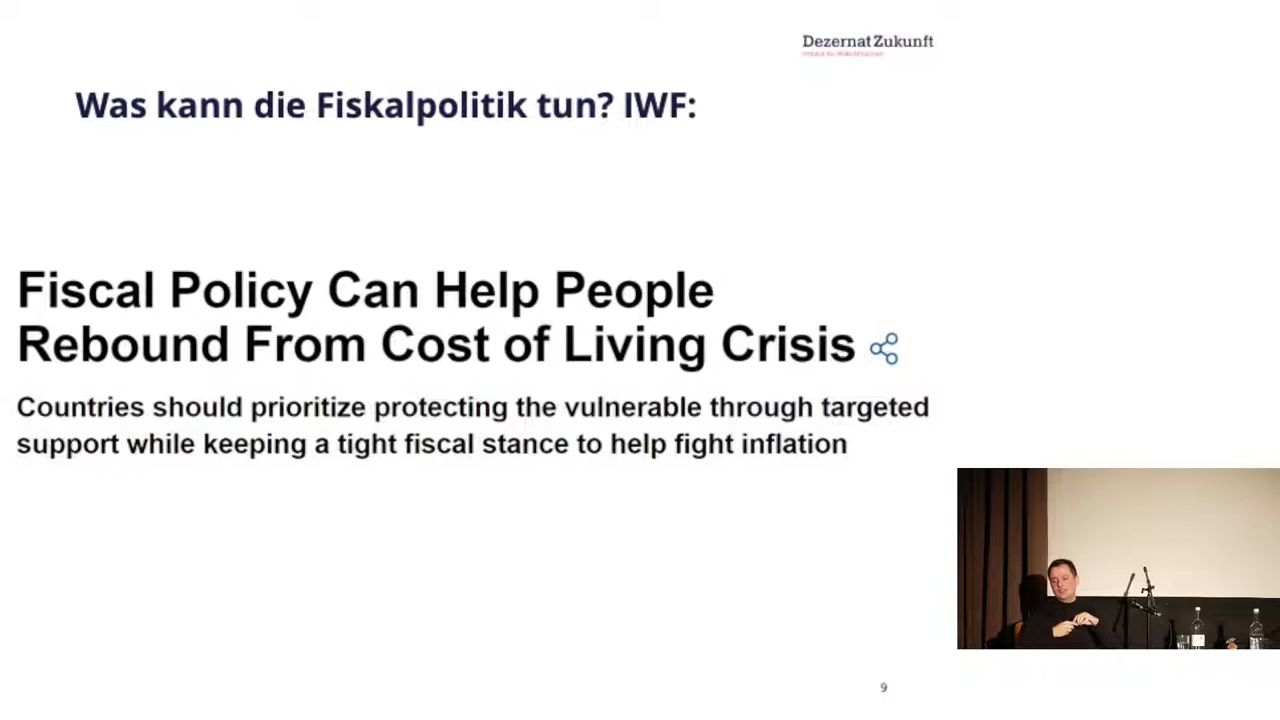 Dezernat Zukunft
Was kann die Fiskalpolitik tun? IWF:
Fiscal Policy Can Help People
Rebound From Cost of Living Crisis
Countries should prioritize protecting the vulnerable through targeted
support while keeping a tight fiscal stance to help fight inflation
9